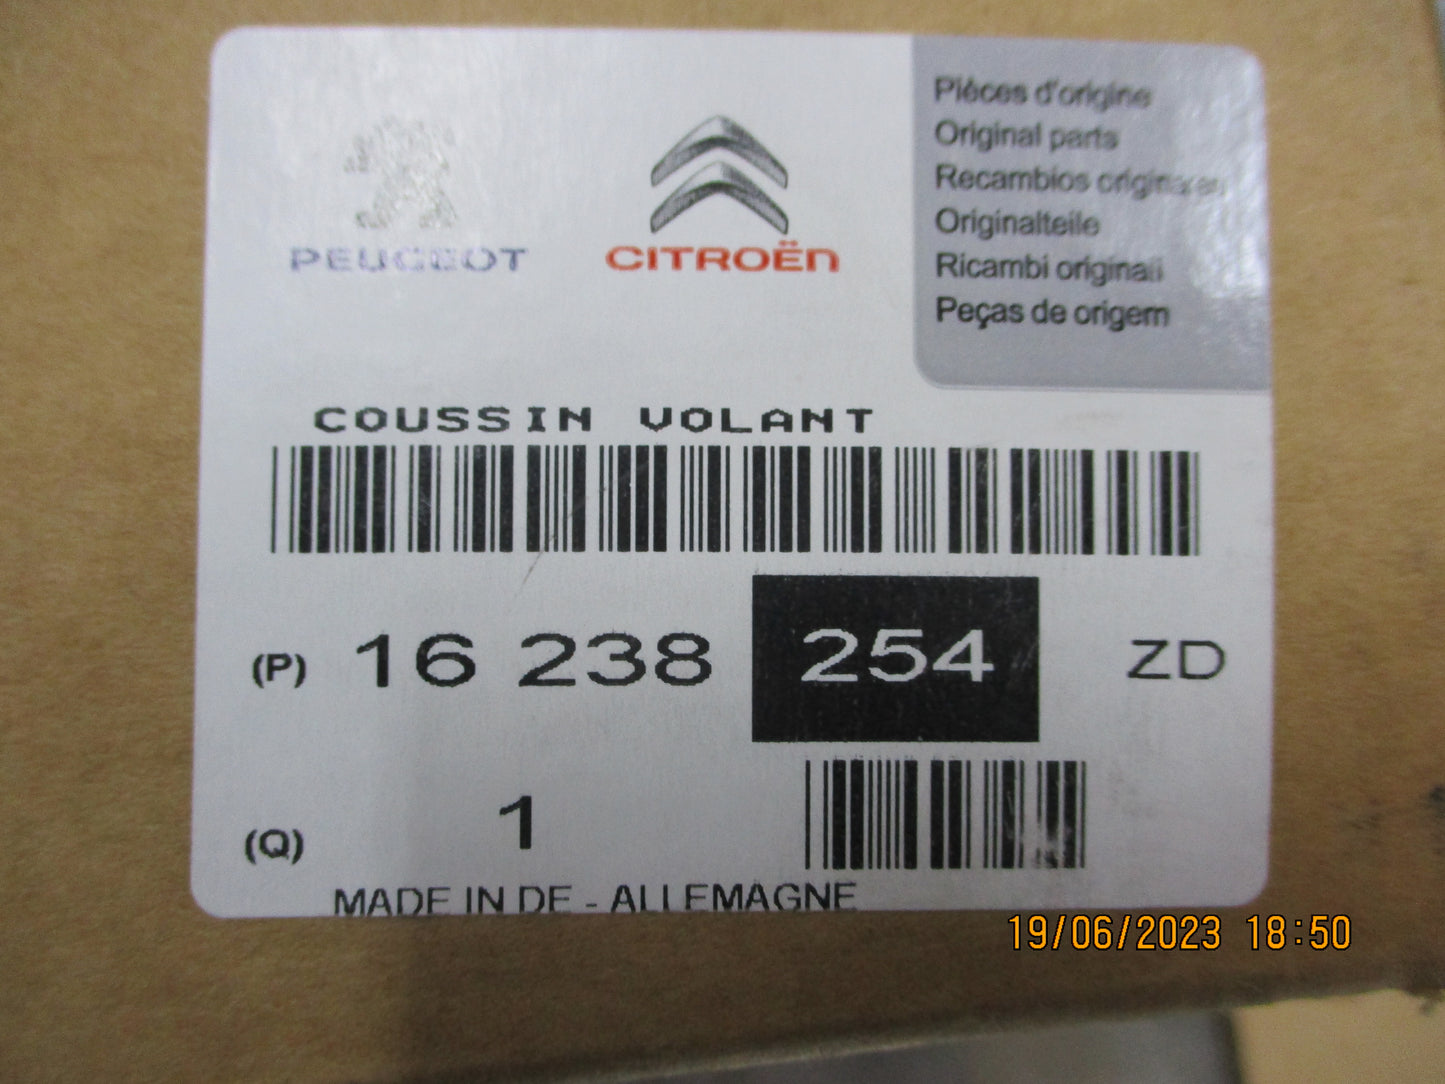 PEUGEOT
CITROËN
Pièces d'origine
Original parts
Recambios originales
Originalteile
Ricambi originali
Peças de origem
COUSSIN VOLANT
(P) 16 238 254 ZD
(Q) 1
MADE IN DE - ALLEMAGNE
19/06/2023 18:50